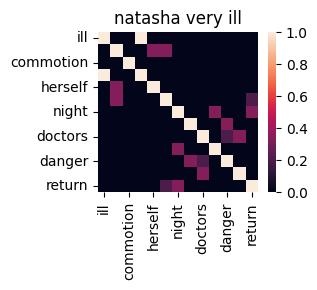 natasha very ill
ill
commotion
herself
night
doctors
danger
return
1.0
0.8
0.6
0.4
0.2
0.0
ill
commotion
herself
night
doctors
danger
return